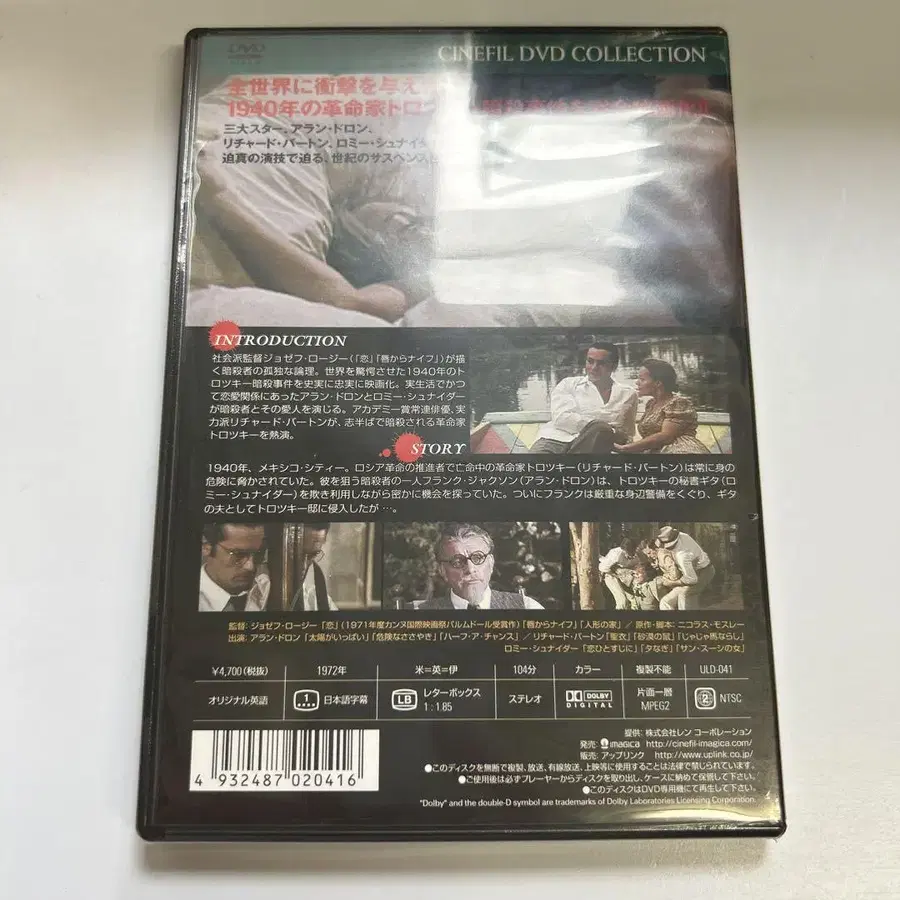 DVD
CINEFIL DVD COLLECTION
全世界に衝撃を与え
1940年の革命家トロ
三大スター、アラン・ドロン、
リチャード・バートン、ロミー・シュナイダ
迫真の演技で迫る、世紀のサスペンス
INTRODUCTION
社会派監督ジョゼフ・ロージー(「恋」「唇からナイフ」)が描
く暗殺者の孤独な論理。世界を驚愕させた1940年のト
ロツキー暗殺事件を史実に忠実に映画化。実生活でかつ
て恋愛関係にあったアラン・ドロンとロミー・シュナイダー
が暗殺者とその愛人を演じる。アカデミー賞常連俳優、実
力派リチャード・バートンが、志半ばで暗殺される革命家
トロツキーを熱演。
STORY
1940年、メキシコ・シティー。ロシア革命の推進者で亡命中の革命家トロツキー(リチャード・バートン)は常に身の
危険に脅かされていた。彼を狙う暗殺者の一人フランク・ジャクソン(アラン・ドロン)は、トロツキーの秘書ギタ(ロ
ミー・シュナイダー)を欺き利用しながら密かに機会を探っていた。ついにフランクは厳重な身辺警備をくぐり、ギタ
の夫としてトロツキー邸に侵入したが…。
監督:ジョゼフ・ロージー「恋」(1971年度カンヌ国際映画祭パルムドール受賞作)「唇からナイフ」「人形の家」/原作・脚本:ニコラス・モスレー
出演:アラン・ドロン「太陽がいっぱい」「危険なささやき」「ハーフ・ア・チャンス」/リチャード・バートン「聖衣」「砂漠の鼠」「じゃじゃ馬ならし」
ロミー・シュナイダー「恋ひとすじに」「夕なぎ」「サン・スーシの女」
¥4,700(税抜) 1972年 米=英=伊 104分 カラー 複製不能 ULD-041
オリジナル英語 1 日本語字幕 LB レターボックス 1:1.85 ステレオ DOLBY DIGITAL 片面一層 MPEG2 2 NTSC
提供:株式会社レン コーポレーション
発売:imagica http://cinefil-imagica.com/
販売:アップリンク http://www.uplink.co.jp/
4 932487 020416
●このディスクを無断で複製、放送、有線放送、上映等に使用することは法律で禁じられています。
●ご使用後は必ずプレーヤーからディスクを取り出し、ケースに納めて保管して下さい。
●このディスクはDVD専用機にて再生して下さい。
"Dolby" and the double-D symbol are trademarks of Dolby Laboratories Licensing Corporation.